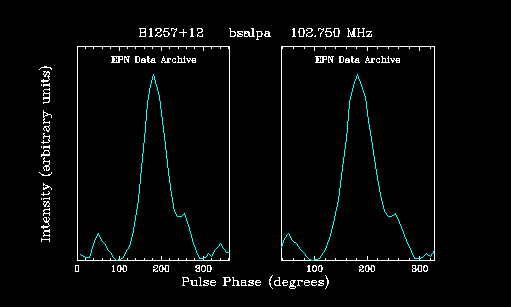 B1257+12 bsalpa 102.750 MHz
EPN Data Archive EPN Data Archive
Intensity (arbitrary units)
0 100 200 300 100 200 300
Pulse Phase (degrees)